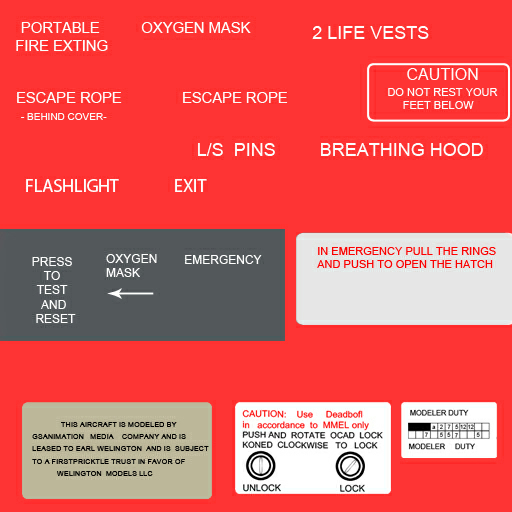 PORTABLE
FIRE EXTING
OXYGEN MASK
2 LIFE VESTS
CAUTION
DO NOT REST YOUR
FEET BELOW
ESCAPE ROPE
- BEHIND COVER-
ESCAPE ROPE
L/S PINS
BREATHING HOOD
FLASHLIGHT
EXIT
PRESS
TO
TEST
AND
RESET
OXYGEN
MASK
EMERGENCY
IN EMERGENCY PULL THE RINGS
AND PUSH TO OPEN THE HATCH
THIS AIRCRAFT IS MODELED BY
GSANIMATION MEDIA COMPANY AND IS
LEASED TO EARL WELINGTON AND IS SUBJECT
TO A FIRSTPRICKTLE TRUST IN FAVOR OF
WELINGTON MODELS LLC
CAUTION: Use Deadbofl
in accordance to MMEL only
PUSH AND ROTATE OCAD LOCK
KONED CLOCKWISE TO LOCK
UNLOCK
LOCK
MODELER DUTY
a 2 7 5 12 12
7 5 5 7 5
MODELER DUTY